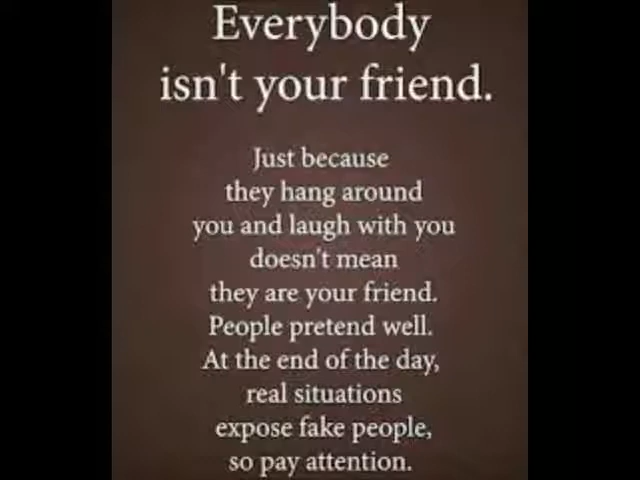 Everybody
isn't your friend.
Just because
they hang around
you and laugh with you
doesn't mean
they are your friend.
People pretend well.
At the end of the day,
real situations
expose fake people,
so pay attention.